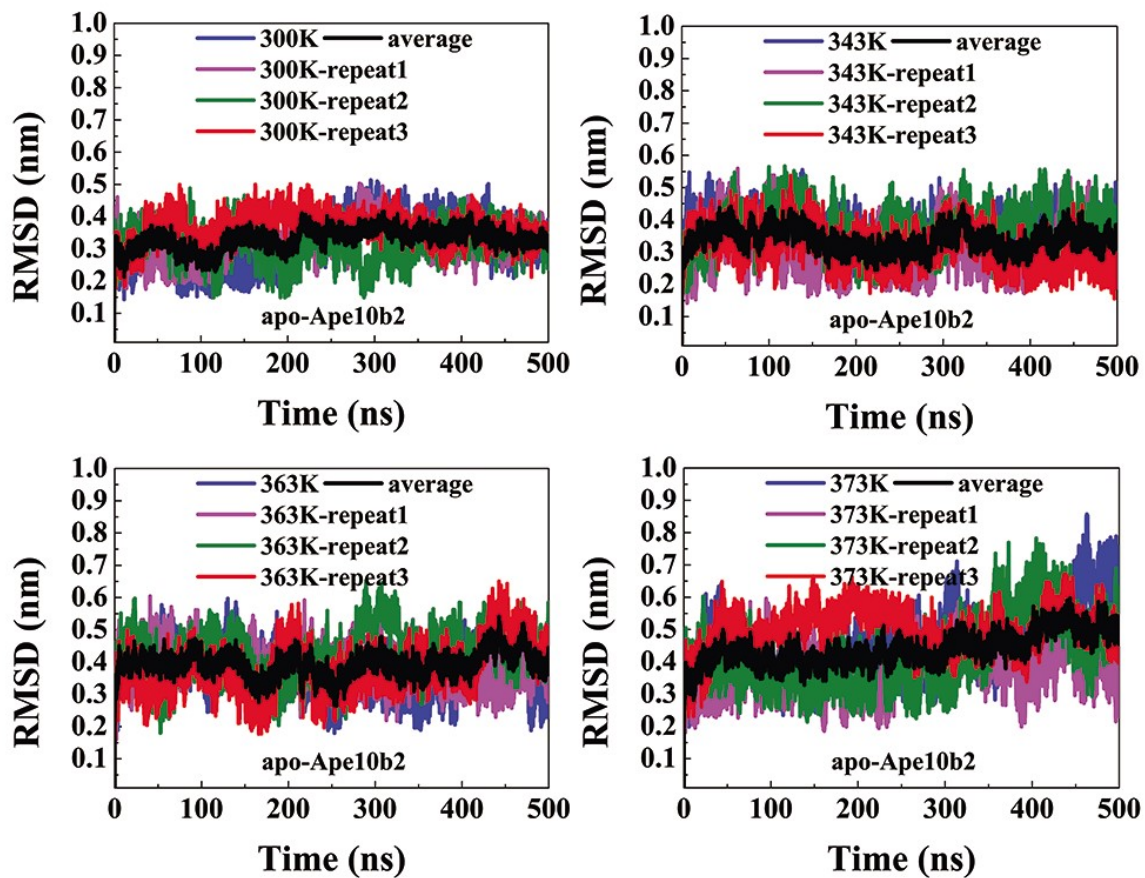 1.0
0.9
0.8
0.7
0.6
0.5
0.4
0.3
0.2
0.1
RMSD (nm)
300K average
300K-repeat1
300K-repeat2
300K-repeat3
apo-Ape10b2
0 100 200 300 400 500
Time (ns)
1.0
0.9
0.8
0.7
0.6
0.5
0.4
0.3
0.2
0.1
RMSD (nm)
343K average
343K-repeat1
343K-repeat2
343K-repeat3
apo-Ape10b2
0 100 200 300 400 500
Time (ns)
1.0
0.9
0.8
0.7
0.6
0.5
0.4
0.3
0.2
0.1
RMSD (nm)
363K average
363K-repeat1
363K-repeat2
363K-repeat3
apo-Ape10b2
0 100 200 300 400 500
Time (ns)
1.0
0.9
0.8
0.7
0.6
0.5
0.4
0.3
0.2
0.1
RMSD (nm)
373K average
373K-repeat1
373K-repeat2
373K-repeat3
apo-Ape10b2
0 100 200 300 400 500
Time (ns)